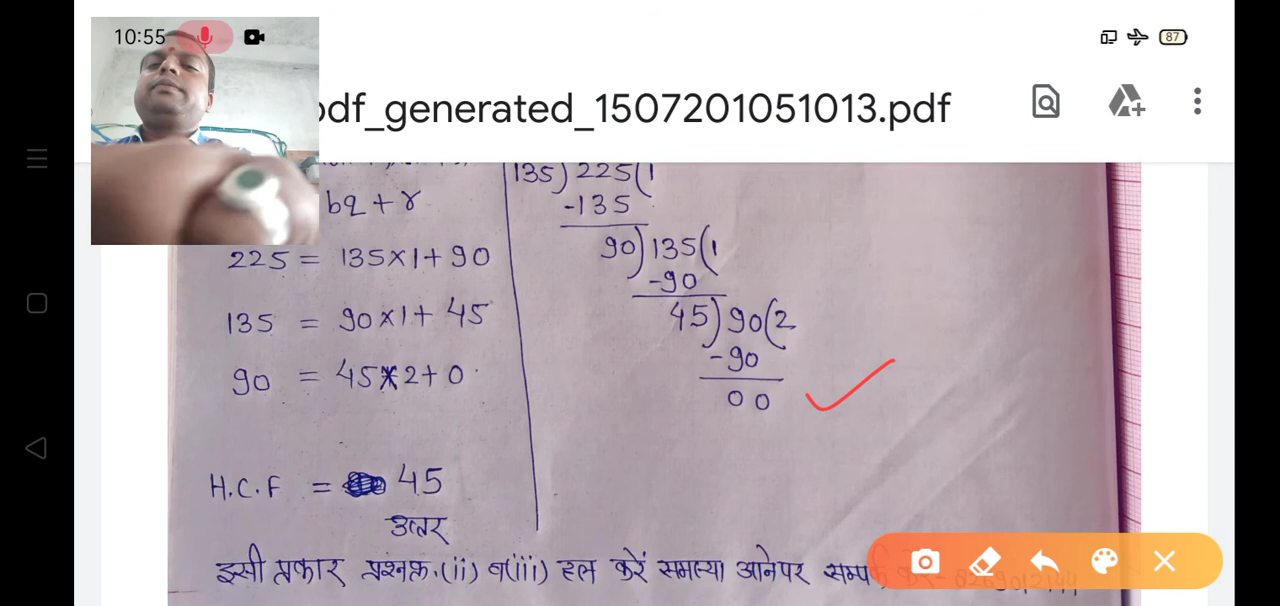 10:55
87
pdf_generated_1507201051013.pdf
bq + r
225 = 135×1+ 90
135 = 90×1+ 45
90 = 45×2+ 0
H.C.F = 45
उत्तर
135) 225(1
-135
90) 135(1
-90
45) 90(2
-90
00
इसी प्रकार प्रश्नक्र.(ii) व(iii) हल करें समस्या आनेपर